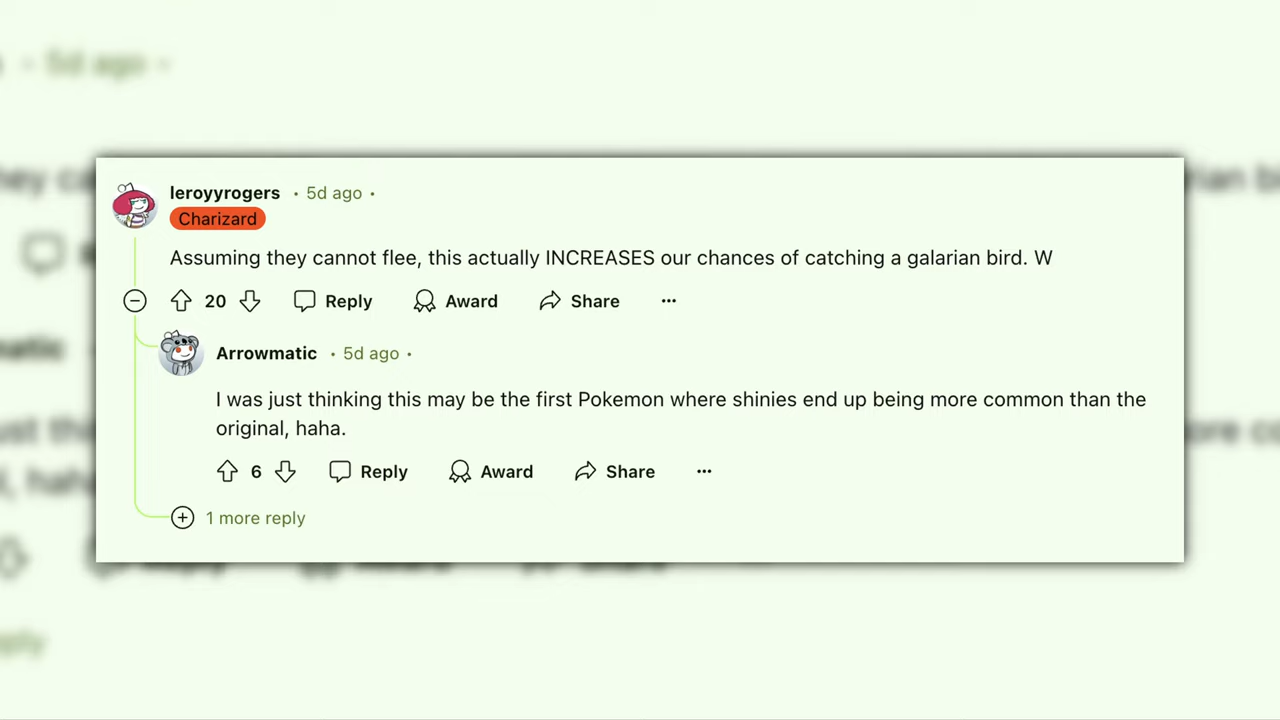 5d ago
leroyyrogers • 5d ago •
Charizard
Assuming they cannot flee, this actually INCREASES our chances of catching a galarian bird. W
20 Reply Award Share ...
Arrowmatic • 5d ago •
I was just thinking this may be the first Pokemon where shinies end up being more common than the
original, haha.
6 Reply Award Share ...
1 more reply